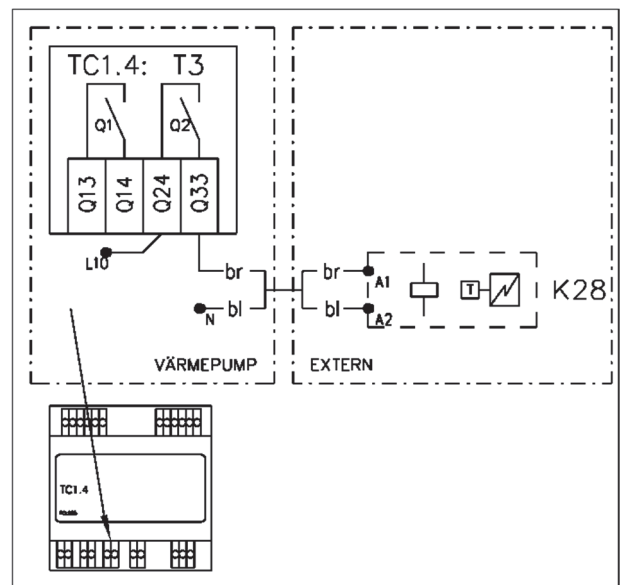 TC1.4: T3
Q1 Q2
Q13 Q14 Q24 Q33
L10
br br A1
T K28
N bl bl A2
VÄRMEPUMP EXTERN
TC1.4